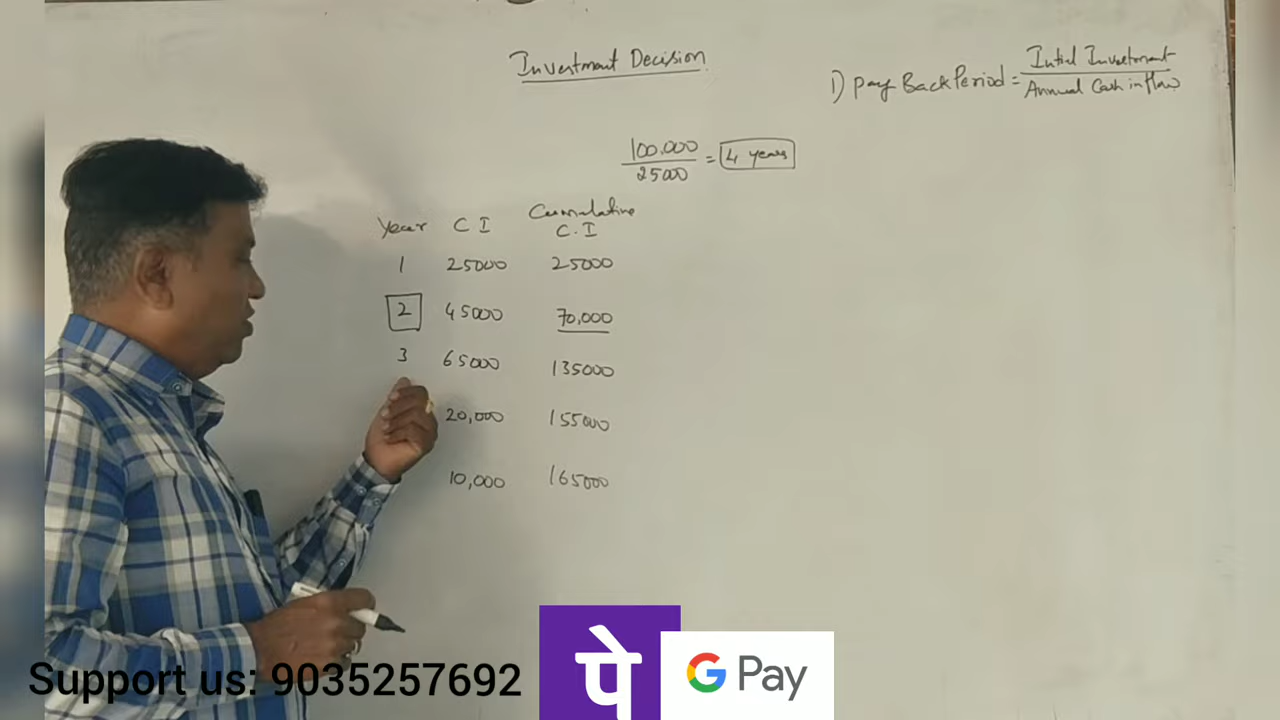 Investment Decision
1) Pay Back Period = Intial Investment
Annual Cash inflow
100.000
25000
= 4 years
Year C I Cumulative
C. I
1 25000 25000
2 45000 70,000
3 65000 135000
20,000 155000
10,000 165000
Support us: 9035257692
पे
G Pay